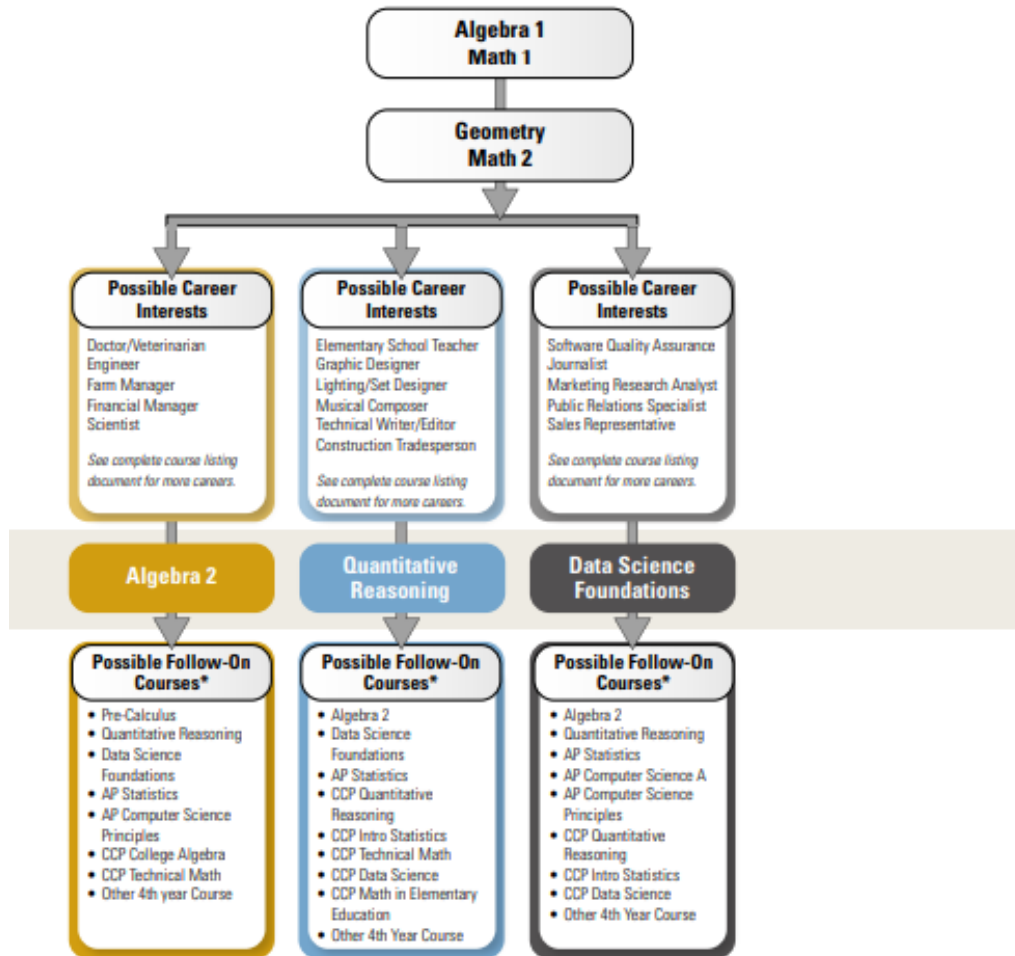 Algebra 1
Math 1
Geometry
Math 2
Possible Career
Interests
Doctor/Veterinarian
Engineer
Farm Manager
Financial Manager
Scientist
See complete course listing
document for more careers.
Possible Career
Interests
Elementary School Teacher
Graphic Designer
Lighting/Set Designer
Musical Composer
Technical Writer/Editor
Construction Tradesperson
See complete course listing
document for more careers.
Possible Career
Interests
Software Quality Assurance
Journalist
Marketing Research Analyst
Public Relations Specialist
Sales Representative
See complete course listing
document for more careers.
Algebra 2
Quantitative
Reasoning
Data Science
Foundations
Possible Follow-On
Courses*
• Pre-Calculus
• Quantitative Reasoning
• Data Science
Foundations
• AP Statistics
• AP Computer Science
Principles
• CCP College Algebra
• CCP Technical Math
• Other 4th year Course
Possible Follow-On
Courses*
• Algebra 2
• Data Science
Foundations
• AP Statistics
• CCP Quantitative
Reasoning
• CCP Intro Statistics
• CCP Technical Math
• CCP Data Science
• CCP Math in Elementary
Education
• Other 4th Year Course
Possible Follow-On
Courses*
• Algebra 2
• Quantitative Reasoning
• AP Statistics
• AP Computer Science A
• AP Computer Science
Principles
• CCP Quantitative
Reasoning
• CCP Intro Statistics
• CCP Data Science
• Other 4th Year Course